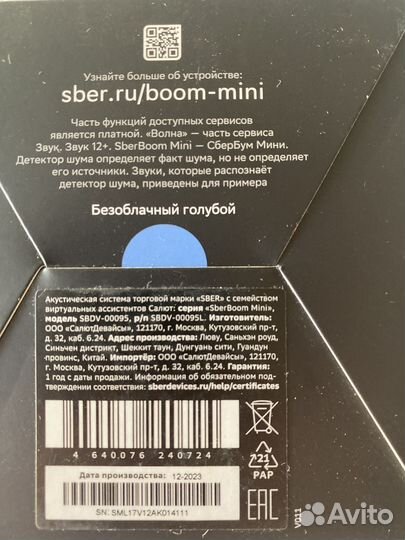 Узнайте больше об устройстве:
sber.ru/boom-mini
Часть функций доступных сервисов
является платной. «Волна» — часть сервиса
Звук. Звук 12+. SberBoom Mini — СберБум Мини.
Детектор шума определяет факт шума, но не определяет
его источники. Звуки, которые распознаёт
детектор шума, приведены для примера
Безоблачный голубой
Акустическая система торговой марки «SBER» с семейством
виртуальных ассистентов Салют: серия «SberBoom Mini»,
модель SBDV-00095, р/п SBDV-00095L. Изготовитель:
ООО «СалютДевайсы», 121170, г. Москва, Кутузовский пр-т,
д. 32, каб. 6.24. Адрес производства: Люву, Саньхэн роуд,
Синьчен дистрикт, Шеккит таун, Дунгуань сити, Гуандун
провинс, Китай. Импортёр: ООО «СалютДевайсы», 121170,
г. Москва, Кутузовский пр-т, д. 32, каб. 6.24. Гарантия:
1 год с даты продажи. Информация об обязательном под-
тверждении соответствия: sberdevices.ru/help/certificates
4 640076 240724
Дата производства: 12-2023
SN: SML17V12AK014111
21
PAP
EAC
V011
Avito